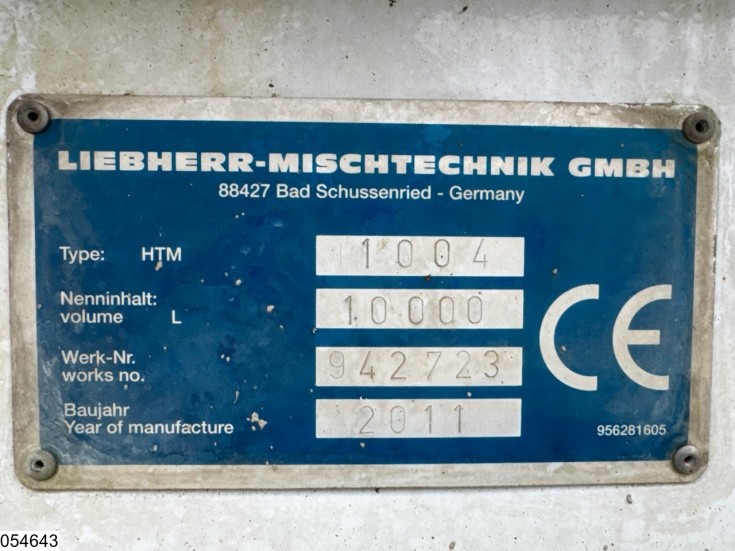 LIEBHERR-MISCHTECHNIK GMBH
88427 Bad Schussenried - Germany
Type: HTM 1004
Nenninhalt:
volume L 10000
Werk-Nr.
works no. 942723
Baujahr
Year of manufacture 2011
CE
956281605
054643